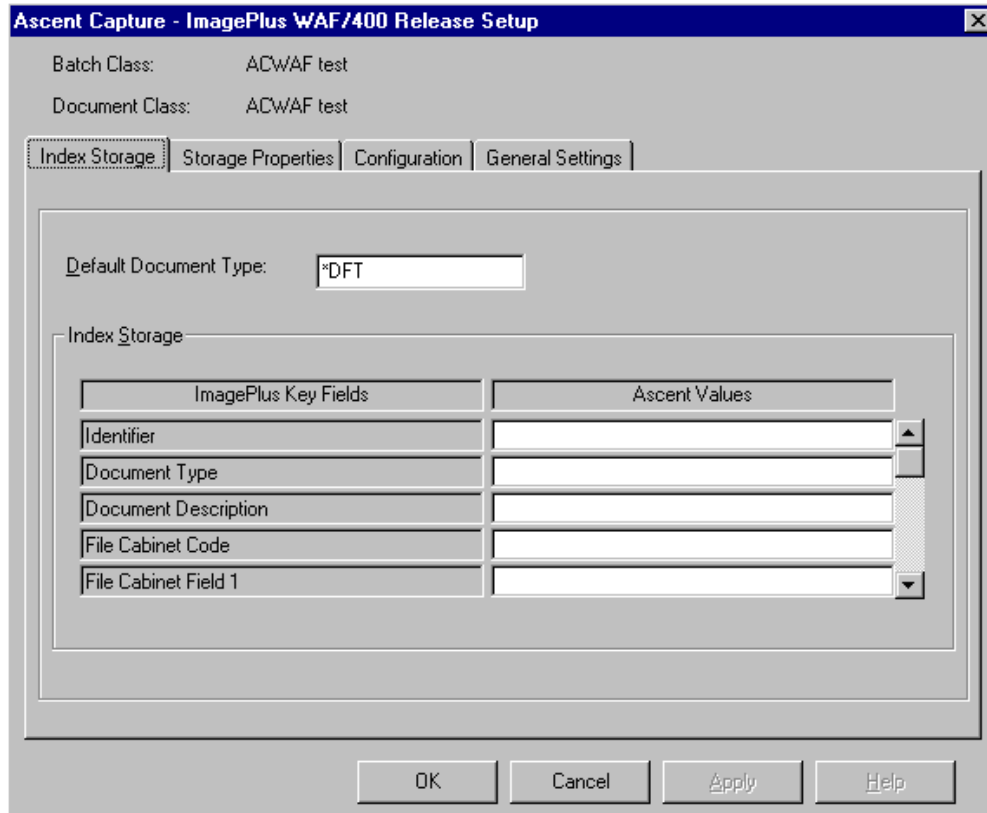 Ascent Capture - ImagePlus WAF/400 Release Setup
Batch Class: ACWAF test
Document Class: ACWAF test
Index Storage Storage Properties Configuration General Settings
Default Document Type: *DFT
Index Storage
ImagePlus Key Fields Ascent Values
Identifier
Document Type
Document Description
File Cabinet Code
File Cabinet Field 1
OK Cancel Apply Help